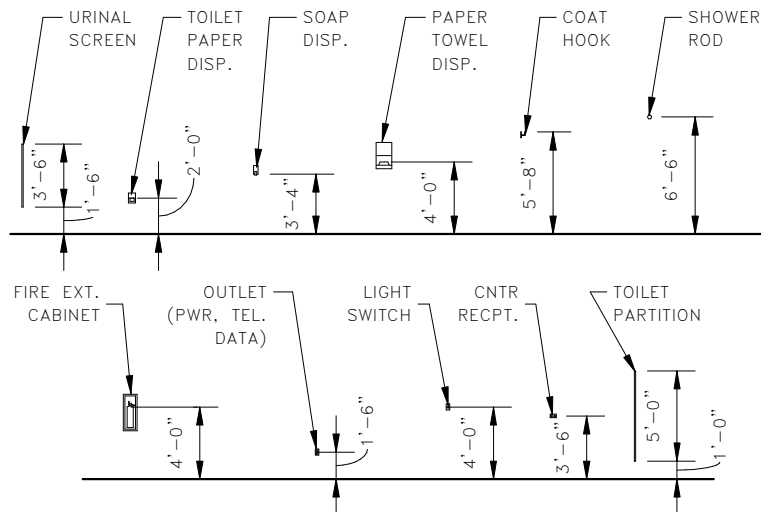 URINAL
SCREEN
TOILET
PAPER
DISP.
SOAP
DISP.
PAPER
TOWEL
DISP.
COAT
HOOK
SHOWER
ROD
3'-6"
1'-6"
2'-0"
3'-4"
4'-0"
5'-8"
6'-6"
FIRE EXT.
CABINET
OUTLET
(PWR, TEL.
DATA)
LIGHT
SWITCH
CNTR
RECPT.
TOILET
PARTITION
4'-0"
1'-6"
4'-0"
3'-6"
5'-0"
1'-0"